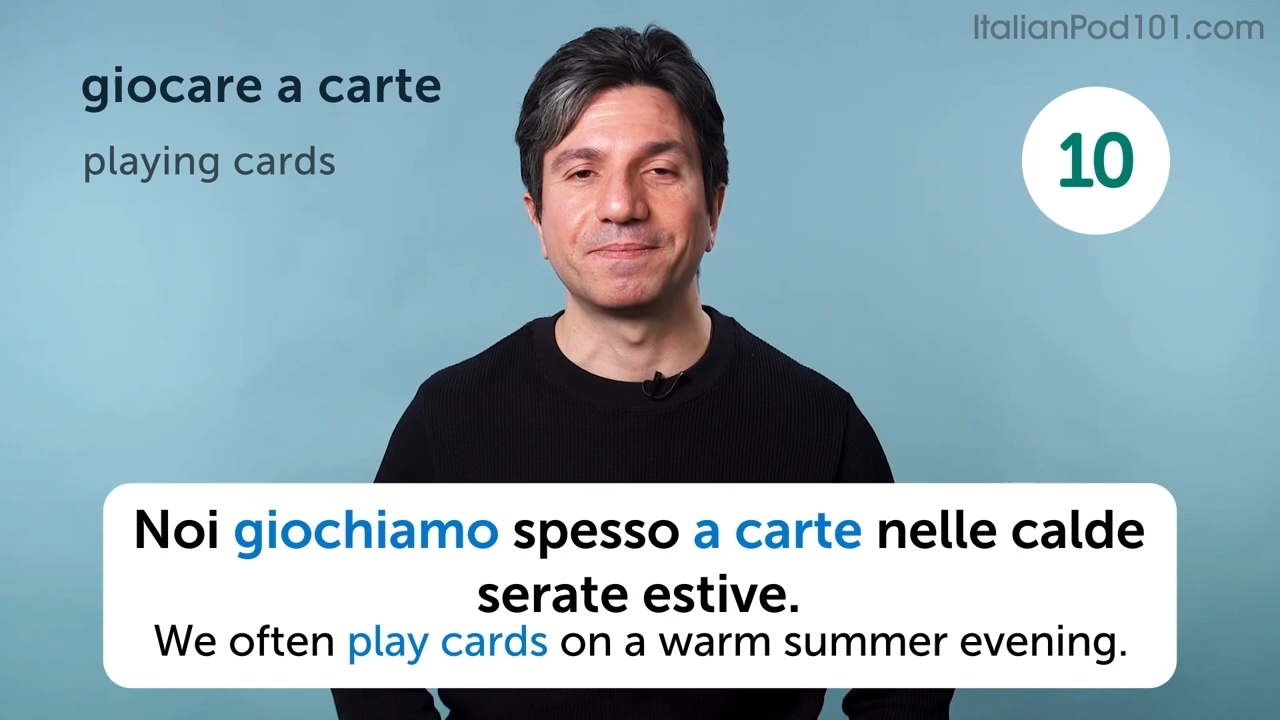 ItalianPod101.com
giocare a carte
playing cards
10
Noi giochiamo spesso a carte nelle calde
serate estive.
We often play cards on a warm summer evening.